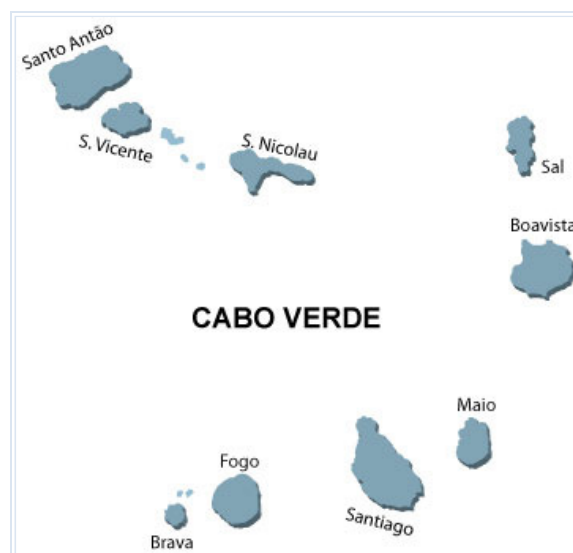 Santo Antão
S. Vicente
S. Nicolau
Sal
Boavista
CABO VERDE
Maio
Fogo
Santiago
Brava